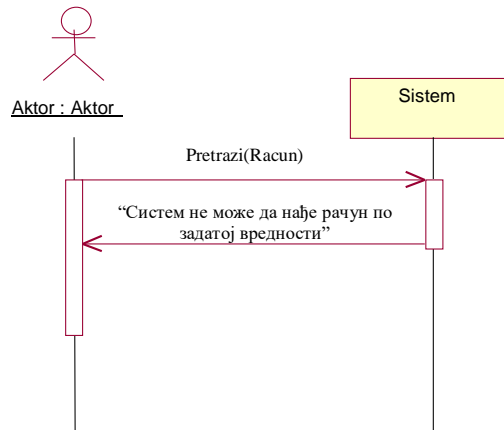 Aktor : Aktor
Sistem
Pretrazi(Racun)
“Систем не може да нађе рачун по
задатој вредности”